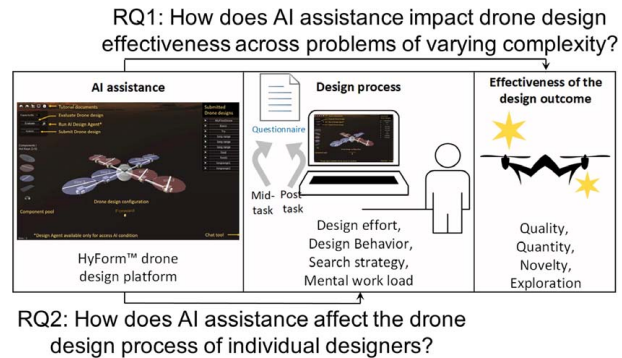 RQ1: How does AI assistance impact drone design
effectiveness across problems of varying complexity?
AI assistance
Design process
Effectiveness of the
design outcome
Tutorial documents
Evaluate Drone design
Run AI Design Agent*
Submit Drone design
Submitted
Drone designs
Drone design configuration
Component pool
*Design Agent available only for access AI condition
Chat tool
HyForm™ drone
design platform
Questionnaire
Mid-
task
Post
task
Design effort,
Design Behavior,
Search strategy,
Mental work load
Quality,
Quantity,
Novelty,
Exploration
RQ2: How does AI assistance affect the drone
design process of individual designers?